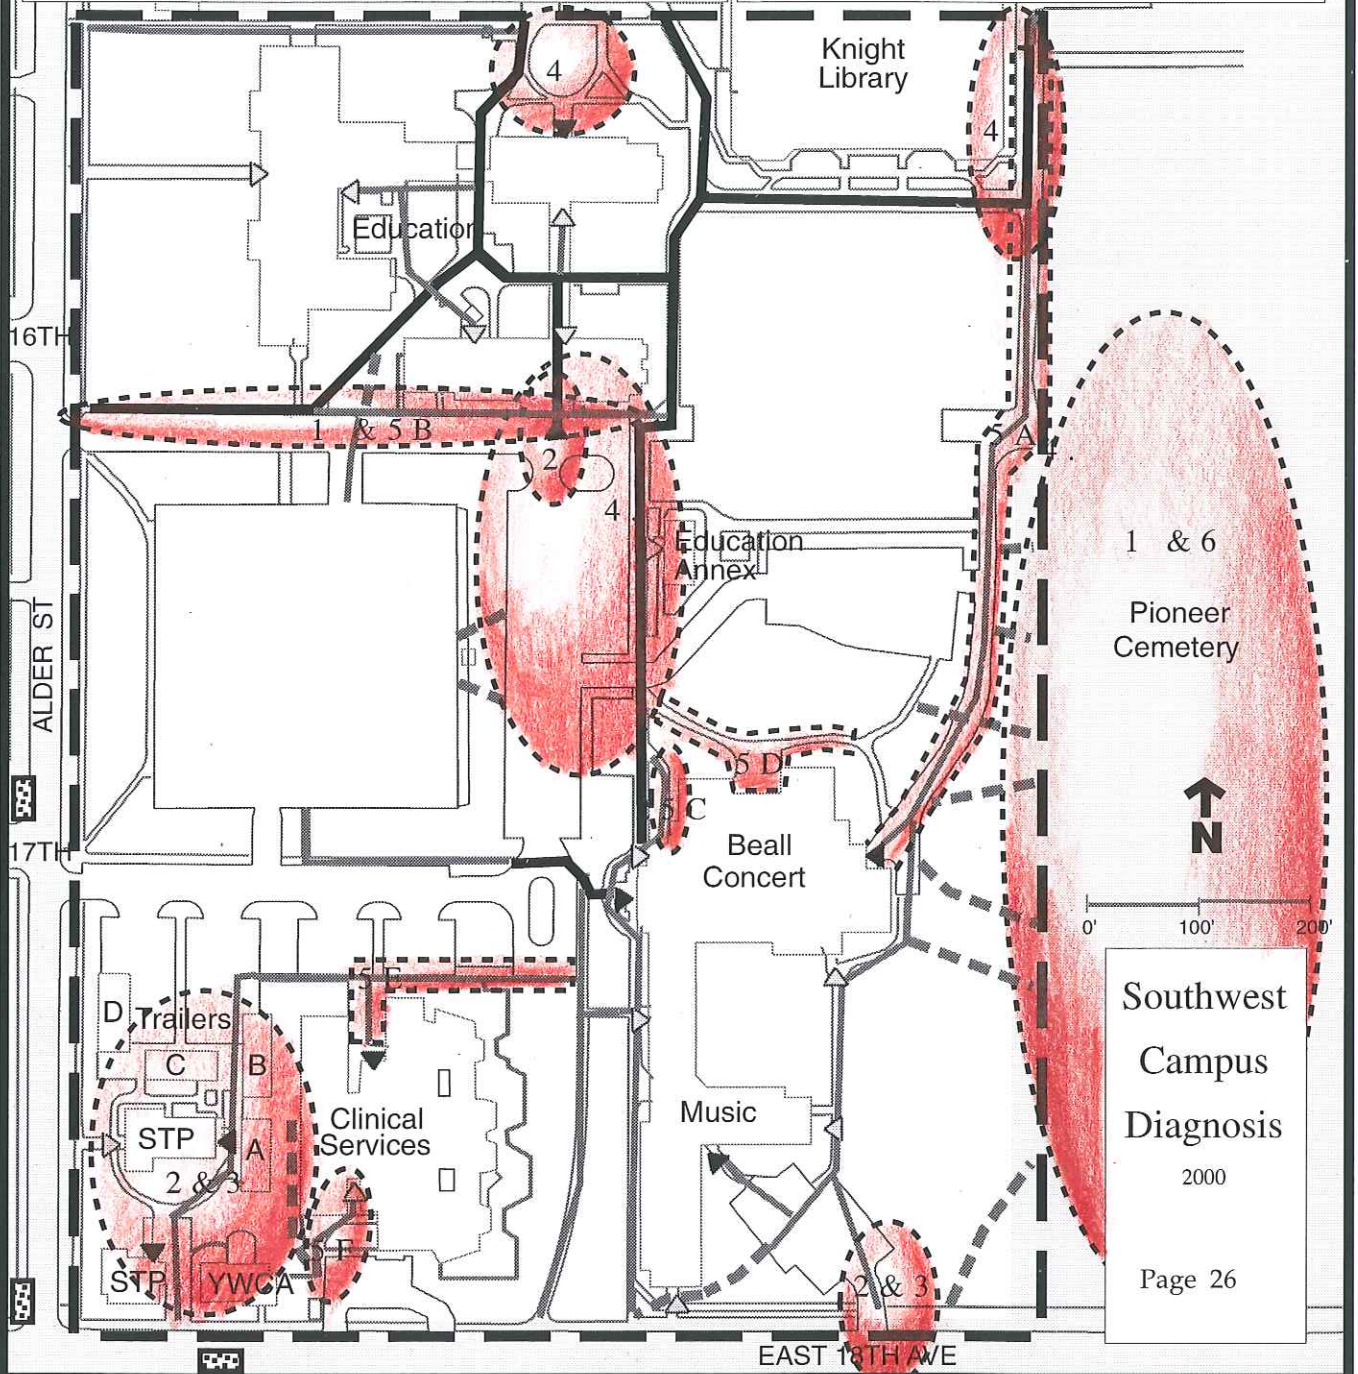 Knight
Library
4
4
Education
16TH
1 & 5 B
2
4
5 A
4
Education
Annex
1 & 6
Pioneer
Cemetery
ALDER ST
5 D
5 C
N
17TH
Beall
Concert
0' 100' 200'
5 E
D Trailers
C
B
STP
A
2 & 3
Clinical
Services
Music
5 F
STP
YWCA
2 & 3
EAST 18TH AVE
Southwest
Campus
Diagnosis
2000
Page 26